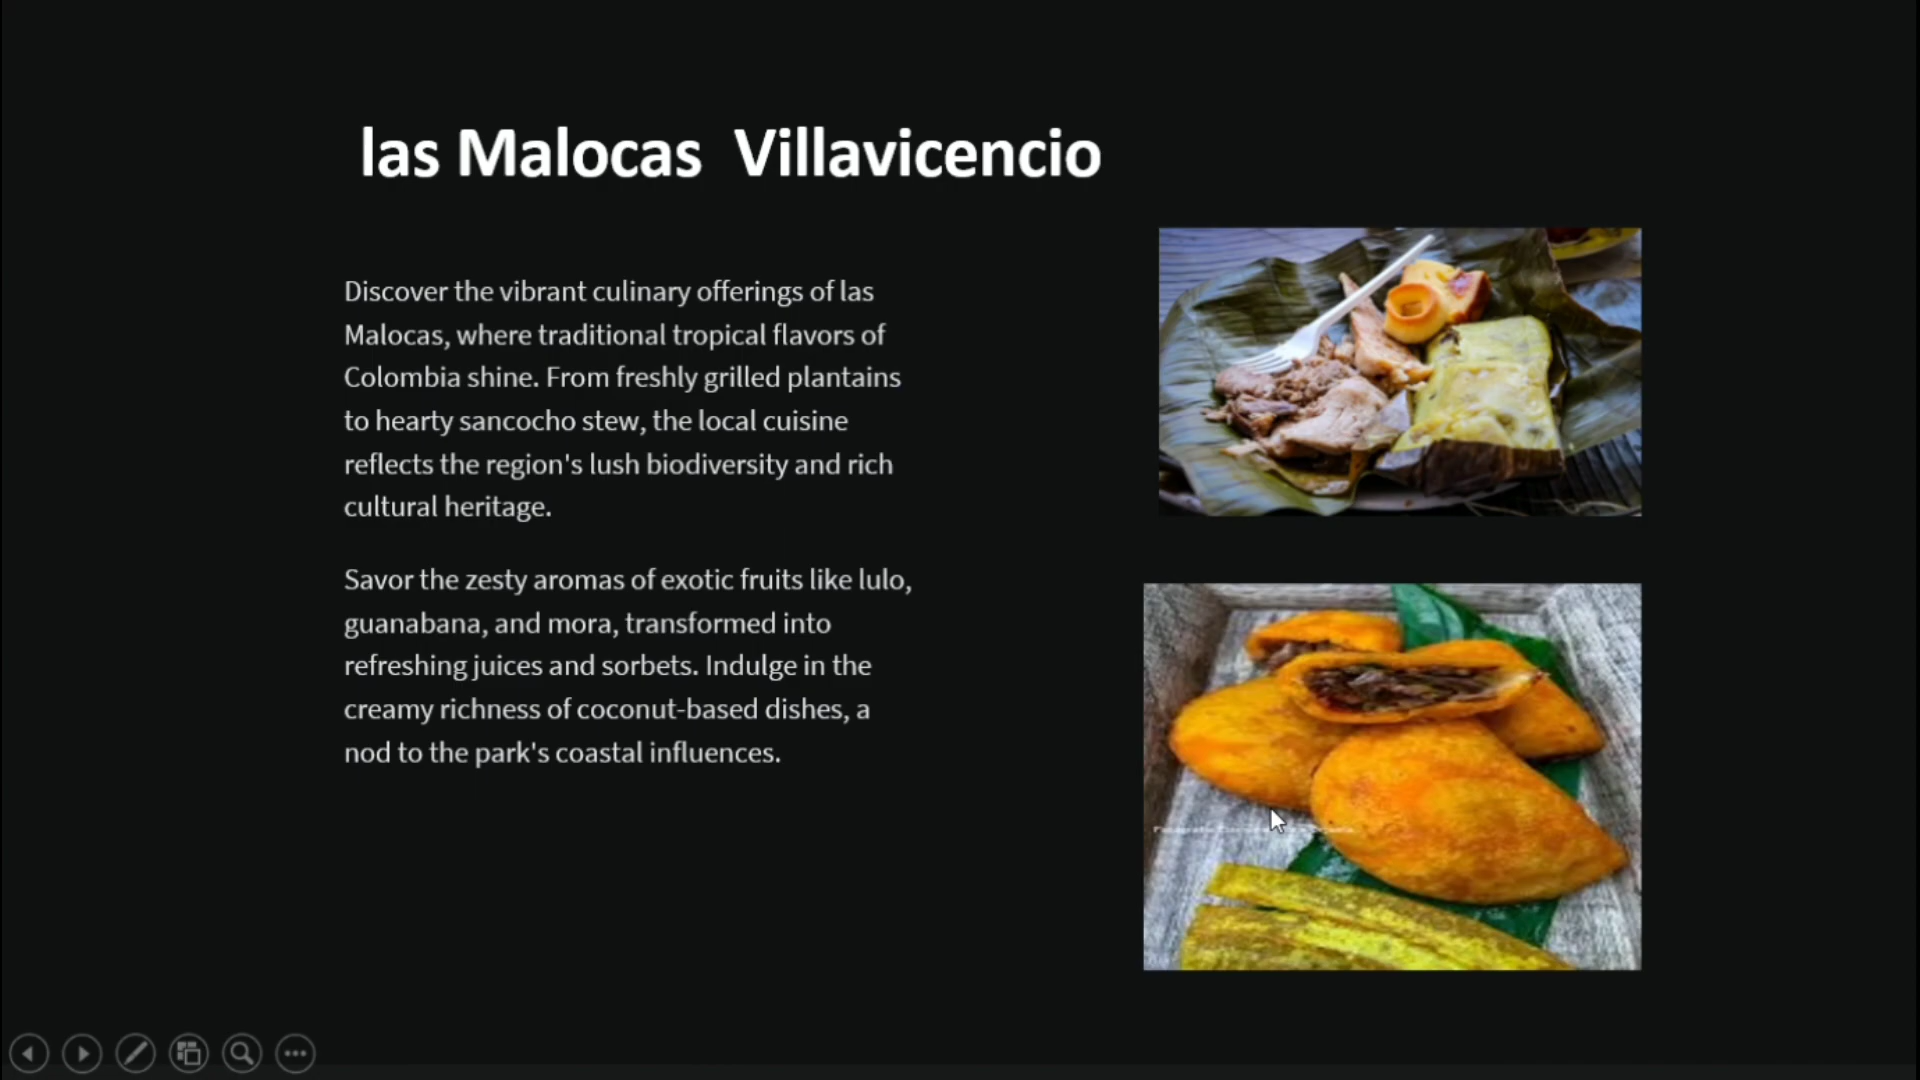 las Malocas  Villavicencio
Discover the vibrant culinary offerings of las
Malocas, where traditional tropical flavors of
Colombia shine. From freshly grilled plantains
to hearty sancocho stew, the local cuisine
reflects the region's lush biodiversity and rich
cultural heritage.
Savor the zesty aromas of exotic fruits like lulo,
guanabana, and mora, transformed into
refreshing juices and sorbets. Indulge in the
creamy richness of coconut-based dishes, a
nod to the park's coastal influences.